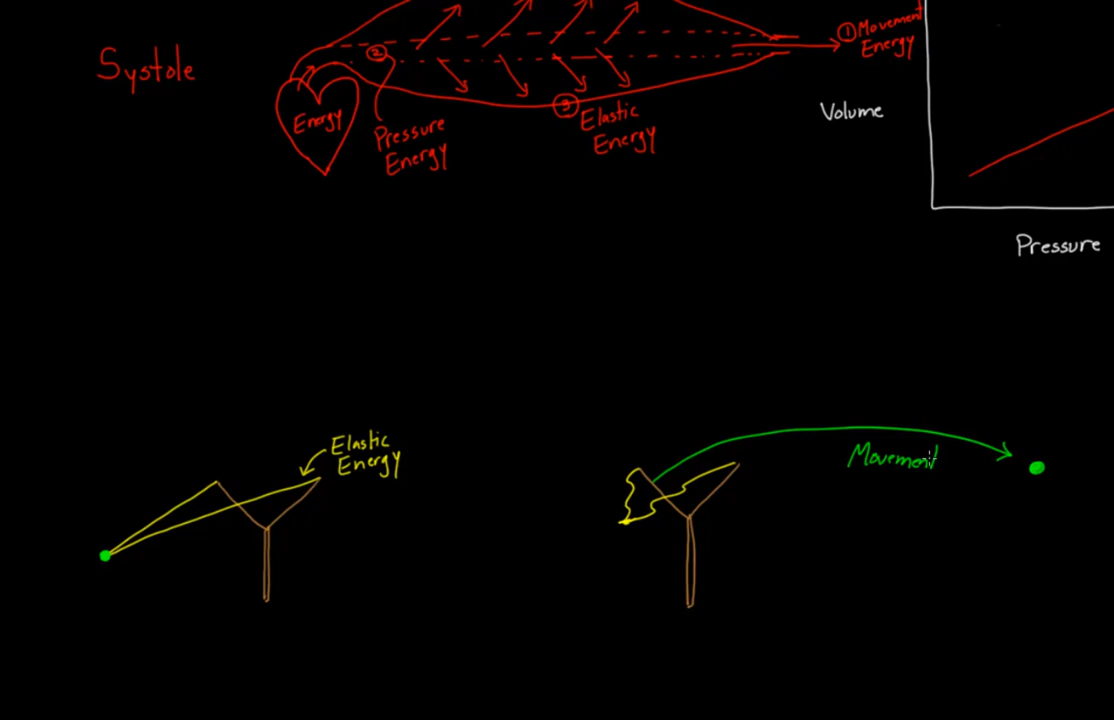 Systole
Energy
②
Pressure
Energy
③
Elastic
Energy
① Movement
Energy
Volume
Pressure
Elastic
Energy
Movement